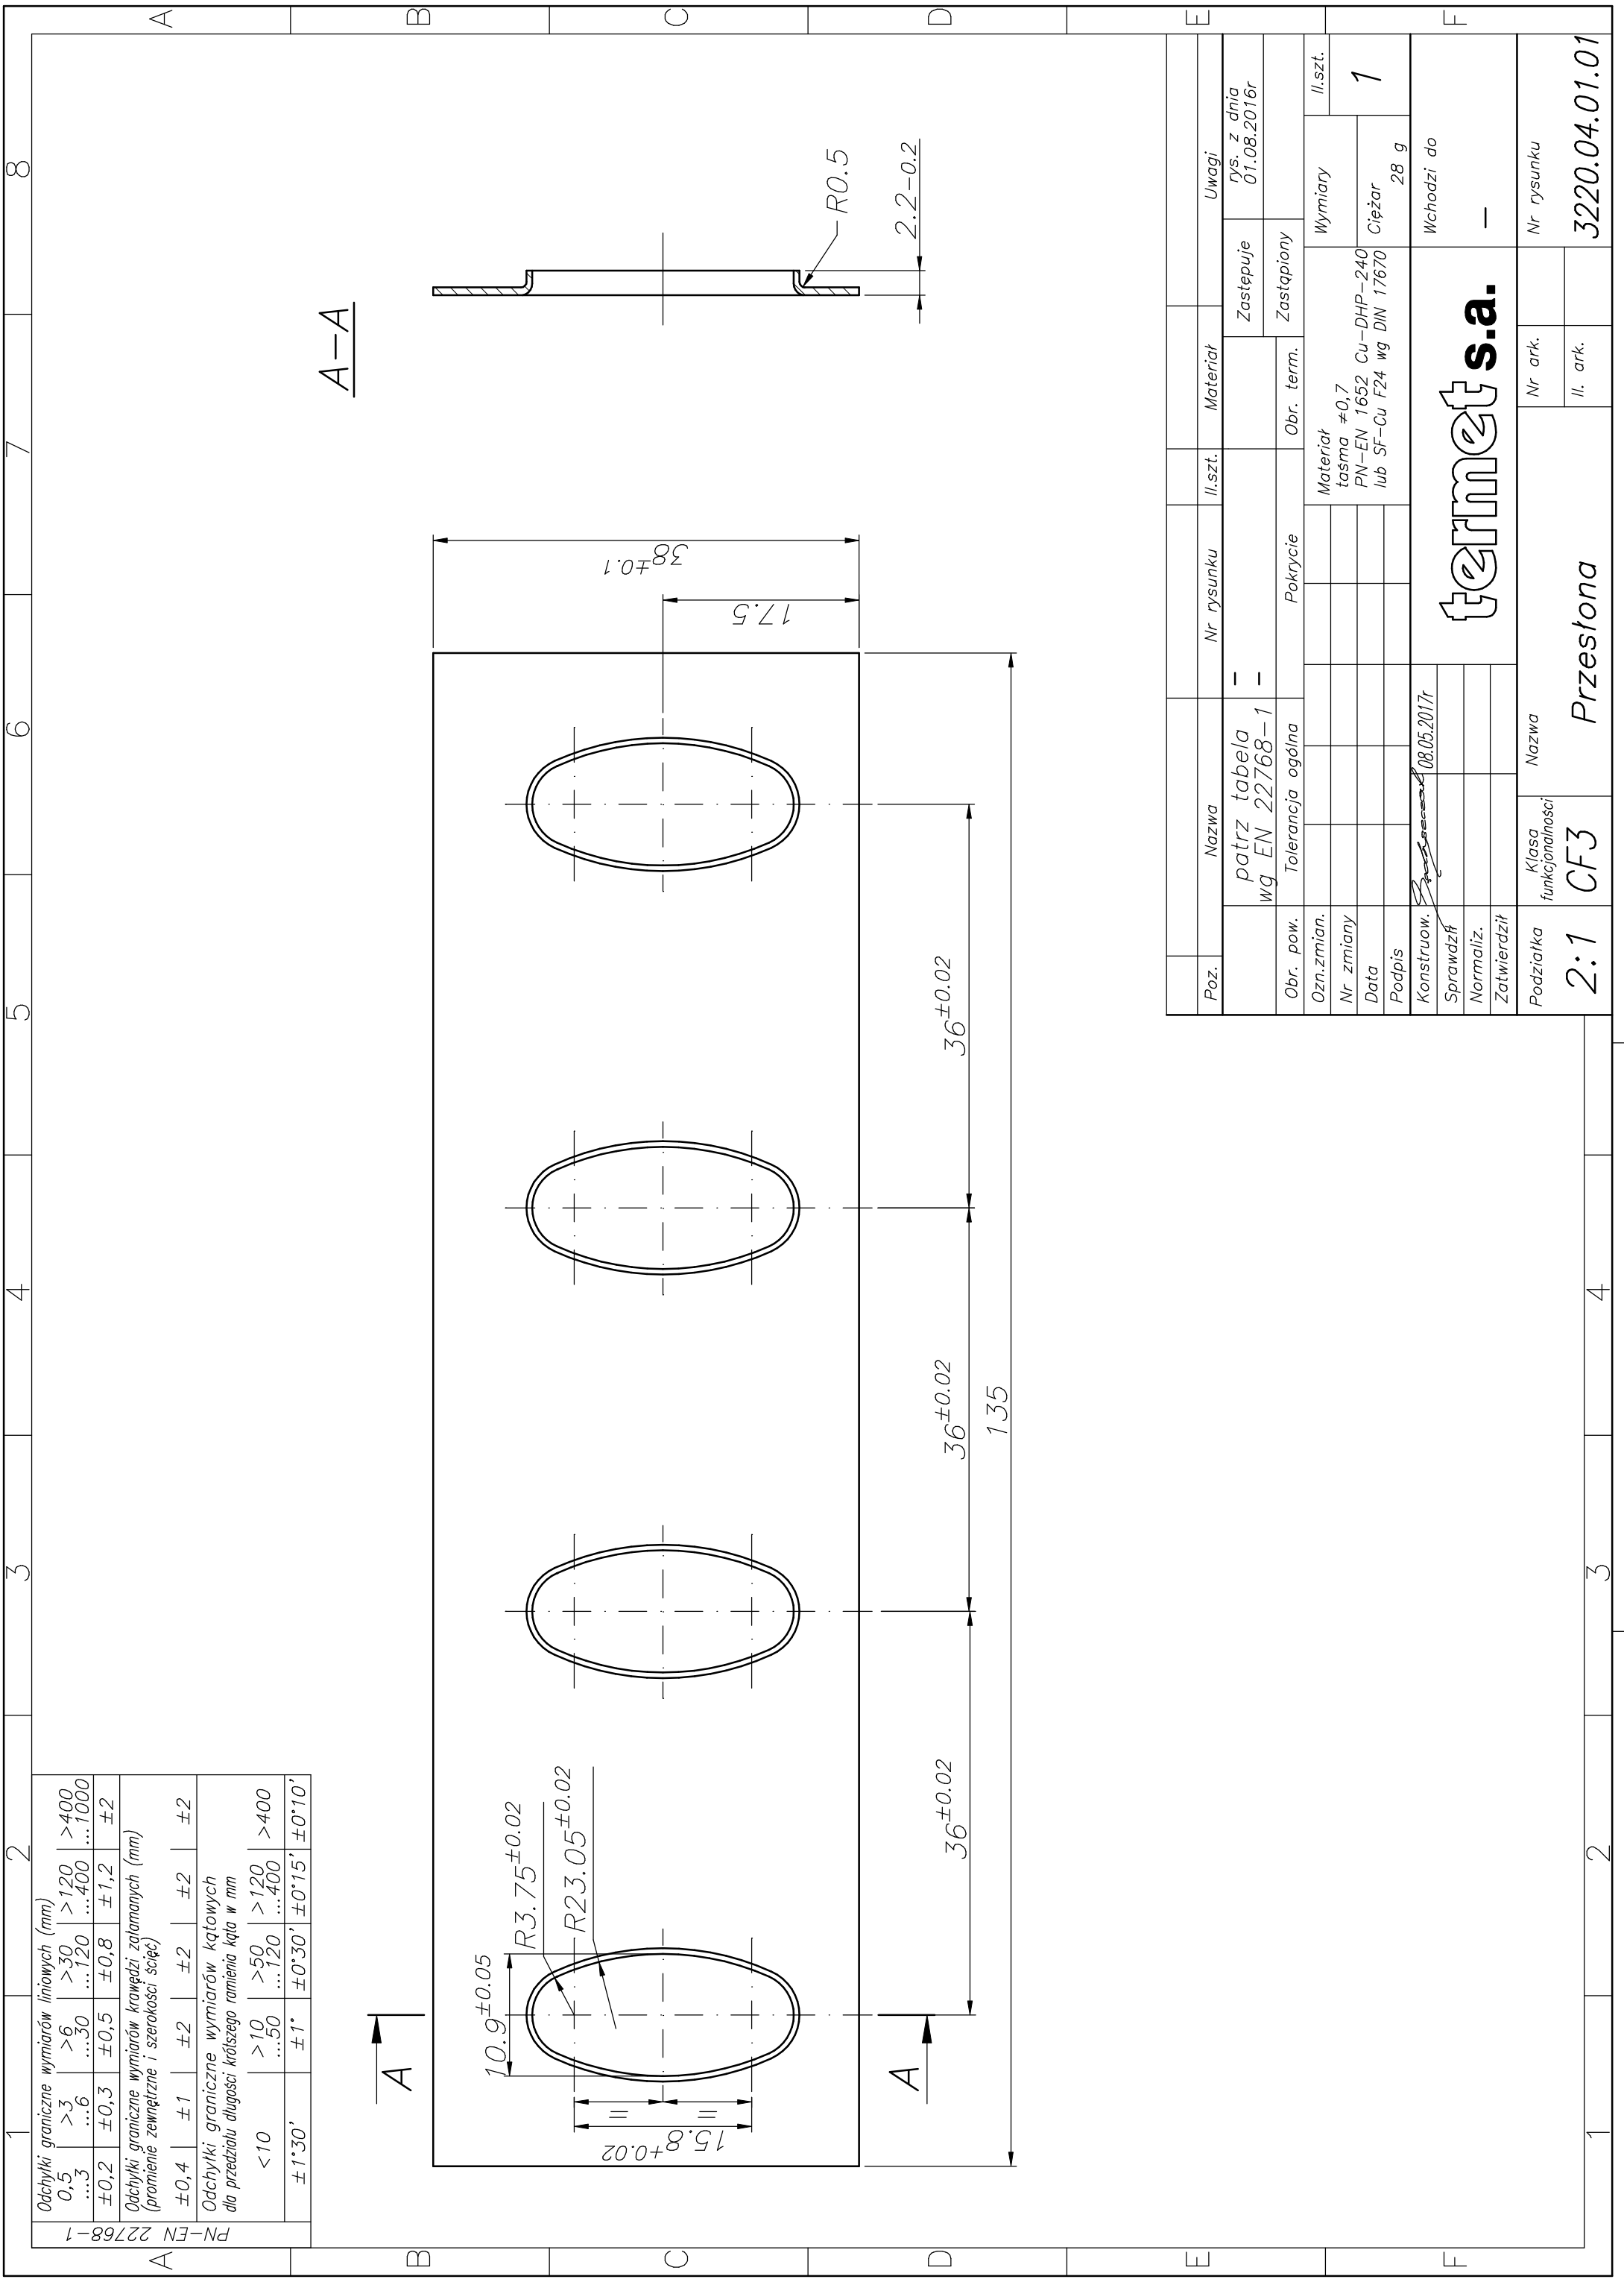 1 2 3 4 5 6 7 8
A B C D E F
PN-EN 22768-1
Odchyłki graniczne wymiarów liniowych (mm)
0,5 >3 >6 >30 >120 >400
...3 ...6 ...30 ...120 ...400 ...1000
±0,2 ±0,3 ±0,5 ±0,8 ±1,2 ±2
Odchyłki graniczne wymiarów krawędzi załamanych (mm)
(promienie zewnętrzne i szerokości ścięć)
±0,4 ±1 ±2 ±2 ±2 ±2
Odchyłki graniczne wymiarów kątowych
dla przedziału długości krótszego ramienia kąta w mm
<10 >10 >50 >120 >400
...50 ...120 ...400
±1°30' ±1° ±0°30' ±0°15' ±0°10'
A-A
R0.5
2.2-0.2
38±0.1
17.5
A
A
10.9±0.05
R3.75±0.02
R23.05±0.02
= =
15.8+0.02
36±0.02 36±0.02 36±0.02
135
Poz. Nazwa Nr rysunku Il.szt. Materiał Uwagi
patrz tabela
wg EN 22768-1
–
–
Zastępuje
rys. z dnia
01.08.2016r
Obr. pow. Tolerancja ogólna Pokrycie Obr. term. Zastąpiony
Ozn.zmian.
Nr zmiany
Data
Podpis
Materiał
taśma ≠0,7
PN-EN 1652 Cu-DHP-240
lub SF-Cu F24 wg DIN 17670
Wymiary
Il.szt.
1
Ciężar
28 g
Konstruow. 08.05.2017r
Sprawdził
Normaliz.
Zatwierdził
termet s.a.
Wchodzi do
–
Podziałka
2:1
Klasa
funkcjonalności
CF3
Nazwa
Przesłona
Nr ark.
Il. ark.
Nr rysunku
3220.04.01.01
1 2 3 4
A B C D E F